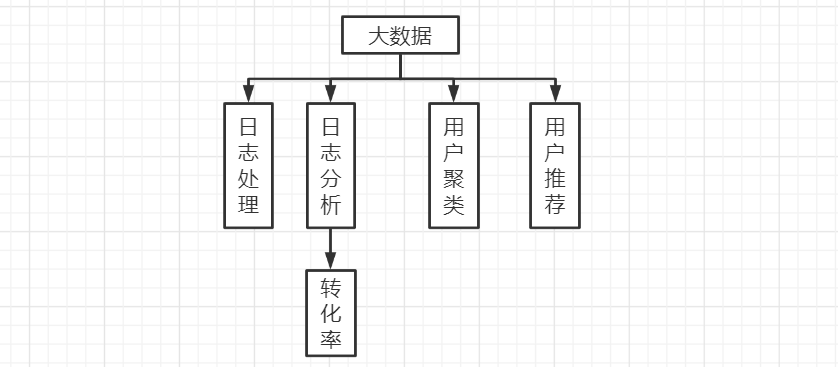 大数据
日志处理
日志分析
用户聚类
用户推荐
转化率